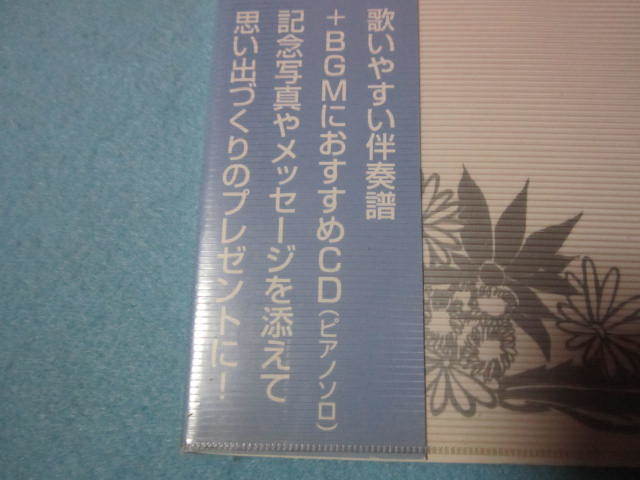 歌いやすい伴奏譜
+BGMにおすすめCD(ピアノソロ)
記念写真やメッセージを添えて
思い出づくりのプレゼントに!